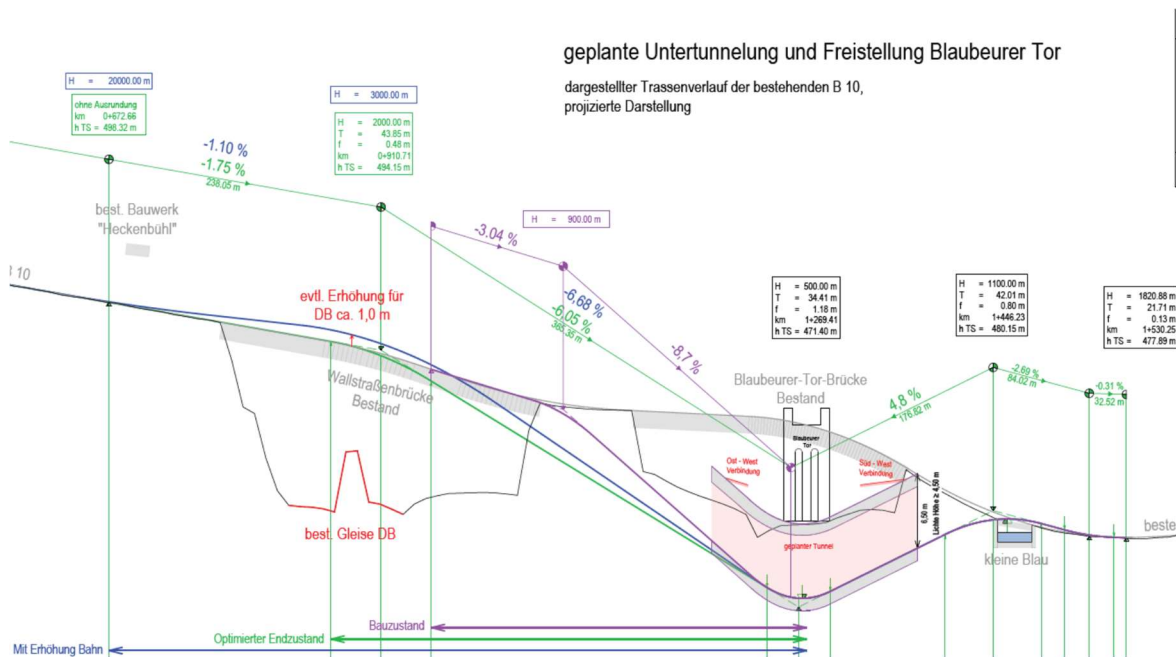 geplante Untertunnelung und Freistellung Blaubeurer Tor
dargestellter Trassenverlauf der bestehenden B 10,
projizierte Darstellung
H = 20000.00 m
ohne Ausrundung
km 0+672.66
h TS = 498.32 m
H = 3000.00 m
H = 2000.00 m
T = 43.85 m
f = 0.48 m
km 0+910.71
h TS = 494.15 m
-1.10 %
-1.75 %
238.05 m
best. Bauwerk
"Heckenbühl"
B 10
-3.04 %
H = 900.00 m
-6,68 %
-6.05 %
-8,7 %
evtl. Erhöhung für
DB ca. 1,0 m
Wallstraßenbrücke
Bestand
best. Gleise DB
H = 500.00 m
T = 34.41 m
f = 1.18 m
km 1+269.41
h TS = 471.40 m
H = 1100.00 m
T = 42.01 m
f = 0.80 m
km 1+446.23
h TS = 480.15 m
H = 1820.88 m
T = 21.71 m
f = 0.13 m
km 1+530.25
h TS = 477.89 m
Blaubeurer-Tor-Brücke
Bestand
4,8 %
176.82 m
-2.69 %
84.02 m
-0.31 %
32.52 m
Blaubeurer
Tor
Ost - West
Verbindung
Süd - West
Verbindung
6,50 m
Lichte Höhe ≥ 4,50 m
geplanter Tunnel
kleine Blau
beste
Bauzustand
Optimierter Endzustand
Mit Erhöhung Bahn